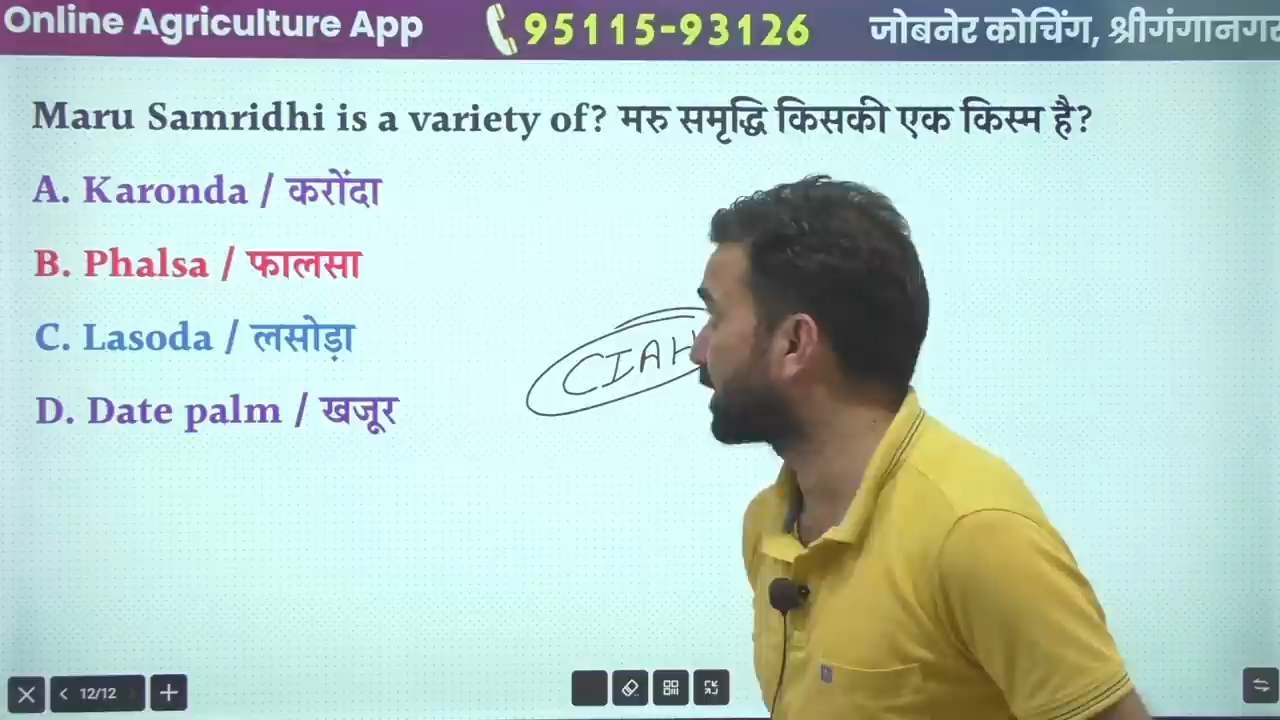 Online Agriculture App 95115-93126 जोबनेर कोचिंग, श्रीगंगानगर
Maru Samridhi is a variety of? मरु समृद्धि किसकी एक किस्म है?
A. Karonda / करोंदा
B. Phalsa / फालसा
C. Lasoda / लसोड़ा
D. Date palm / खजूर
CIAH
12/12